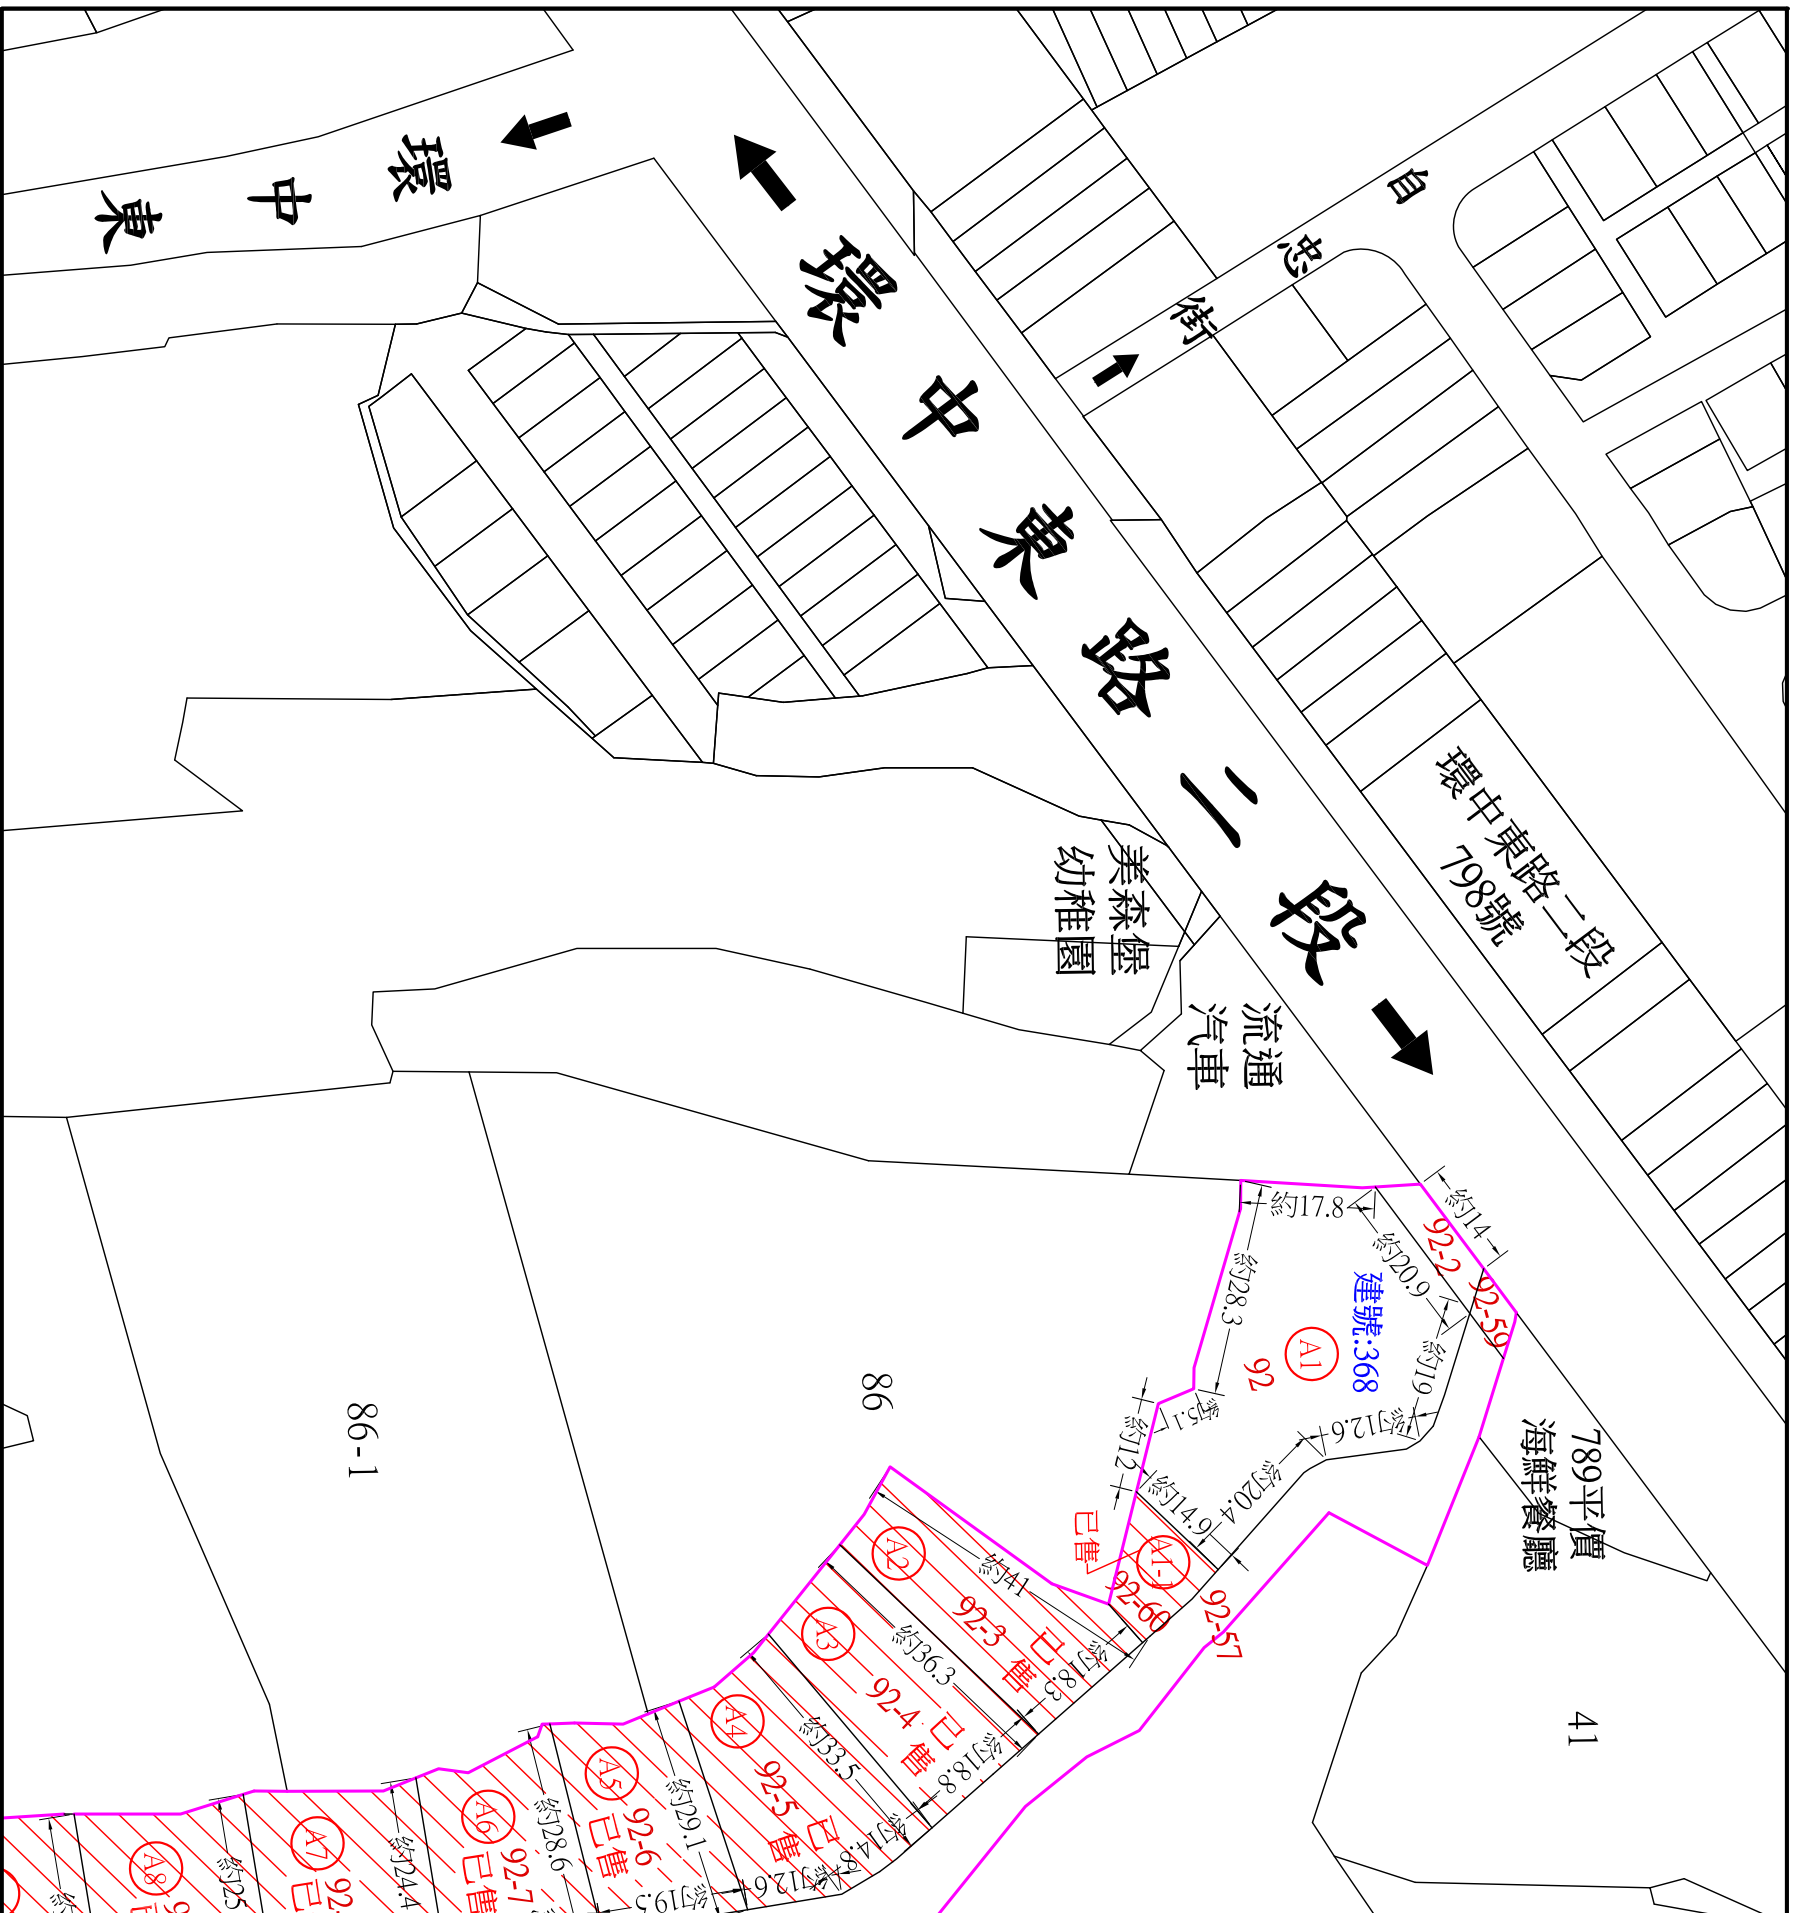 環中東
環中東路二段
自忠街
環中東路二段
798號
美森堡
幼稚園
流通
汽車
789平價
海鮮餐廳
86-1
86
41
約14
92-2
92-59
約17.8
約20.9
約28.3
建號:368
A1
92
約19
約12.6
約5.1
約12
約20.4
約14.9
A1-1
已售
92-60
92-57
A2
約41
92-3
已售
約18.3
A3
約36.3
92-4
已售
約18.8
A4
約33.5
92-5
已售
約14.8
約12.6
約29.1
約19.5
A5
92-6
已售
約28.6
A6
92-7
已售
約24.4
A7
92-
已
約25
A8
9
約